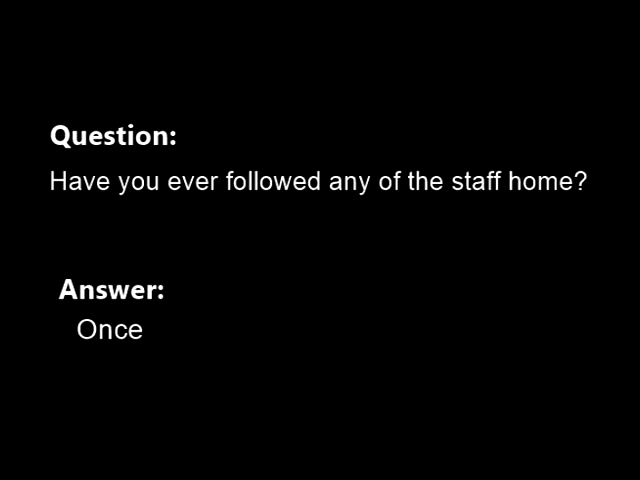 Question:
Have you ever followed any of the staff home?
Answer:
Once